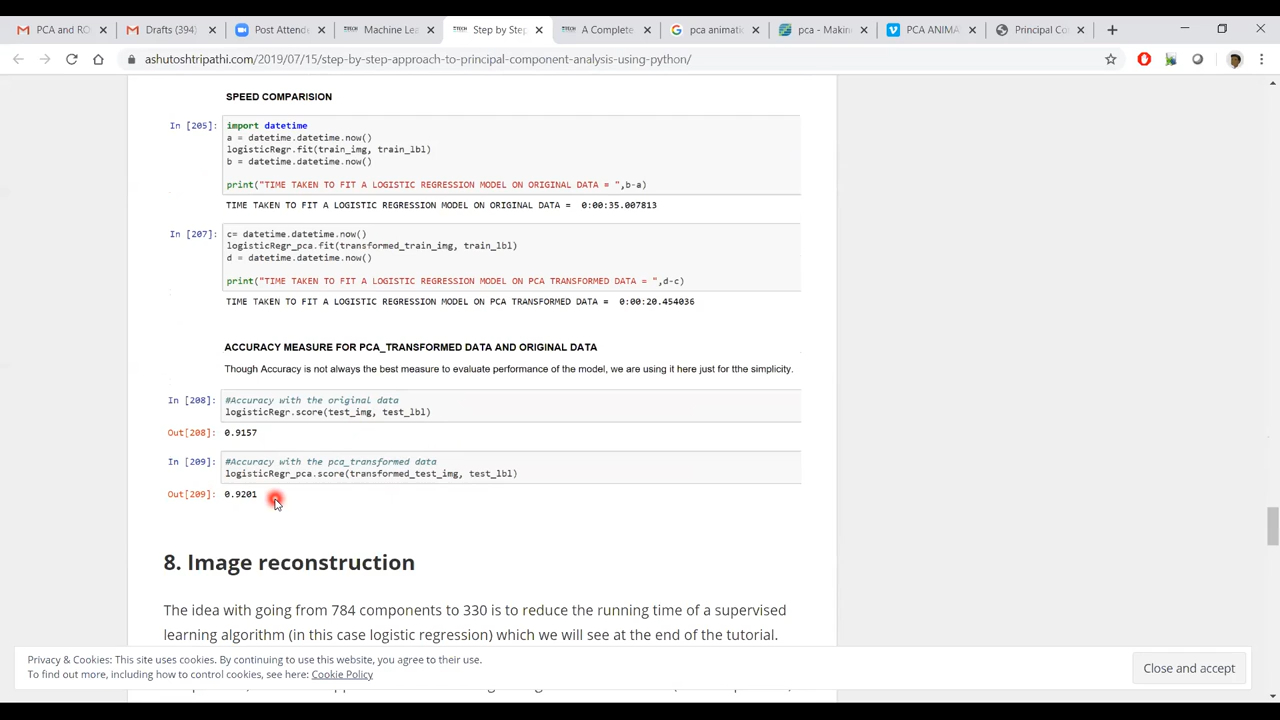 PCA and RO
Drafts (394)
Post Attend
Machine Lea
Step by Ste
A Complete
pca animatio
pca - Makin
PCA ANIMA
Principal Co
ashutoshtripathi.com/2019/07/15/step-by-step-approach-to-principal-component-analysis-using-python/
SPEED COMPARISION
In [205]: import datetime
a = datetime.datetime.now()
logisticRegr.fit(train_img, train_lbl)
b = datetime.datetime.now()
print("TIME TAKEN TO FIT A LOGISTIC REGRESSION MODEL ON ORIGINAL DATA = ",b-a)
TIME TAKEN TO FIT A LOGISTIC REGRESSION MODEL ON ORIGINAL DATA = 0:00:35.007813
In [207]: c= datetime.datetime.now()
logisticRegr_pca.fit(transformed_train_img, train_lbl)
d = datetime.datetime.now()
print("TIME TAKEN TO FIT A LOGISTIC REGRESSION MODEL ON PCA TRANSFORMED DATA = ",d-c)
TIME TAKEN TO FIT A LOGISTIC REGRESSION MODEL ON PCA TRANSFORMED DATA = 0:00:20.454036
ACCURACY MEASURE FOR PCA_TRANSFORMED DATA AND ORIGINAL DATA
Though Accuracy is not always the best measure to evaluate performance of the model, we are using it here just for tthe simplicity.
In [208]: #Accuracy with the original data
logisticRegr.score(test_img, test_lbl)
Out[208]: 0.9157
In [209]: #Accuracy with the pca_transformed data
logisticRegr_pca.score(transformed_test_img, test_lbl)
Out[209]: 0.9201
8. Image reconstruction
The idea with going from 784 components to 330 is to reduce the running time of a supervised
learning algorithm (in this case logistic regression) which we will see at the end of the tutorial.
Privacy & Cookies: This site uses cookies. By continuing to use this website, you agree to their use.
To find out more, including how to control cookies, see here: Cookie Policy
Close and accept